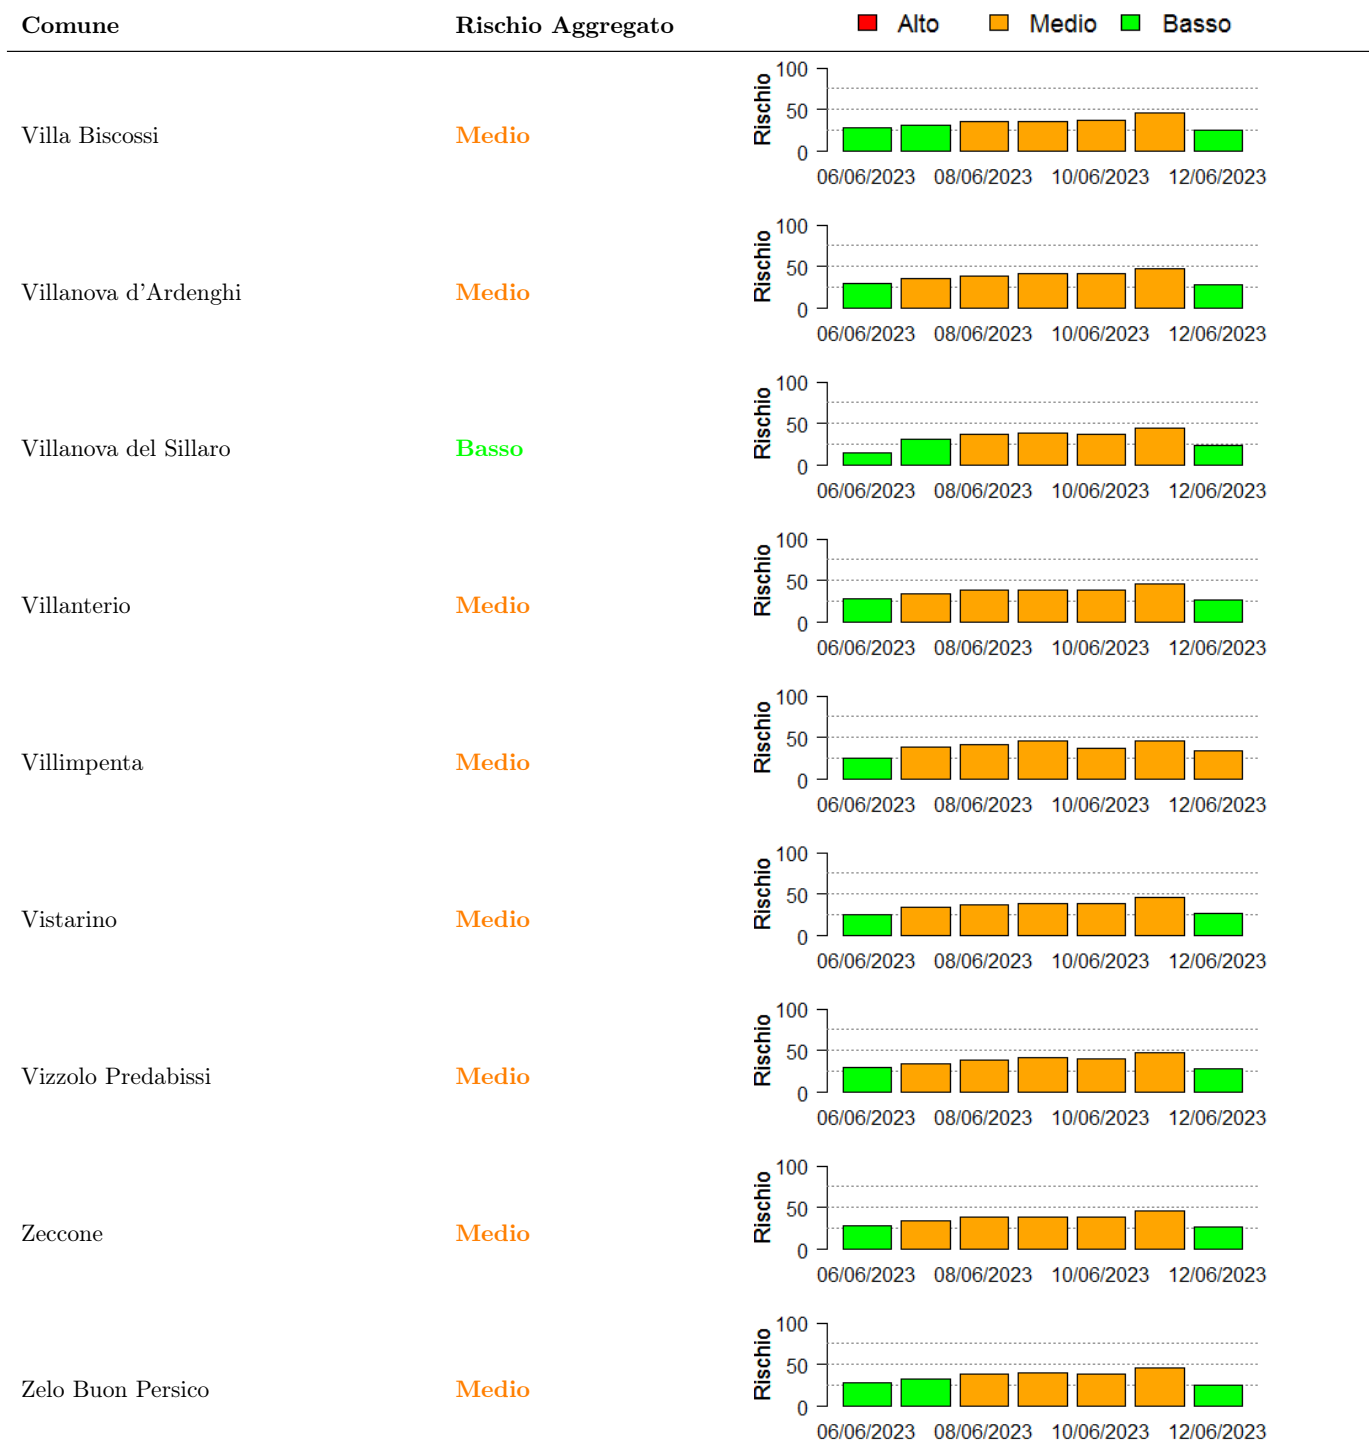 Comune Rischio Aggregato Alto Medio Basso
Villa Biscossi Medio Rischio 100 50 0
06/06/2023 08/06/2023 10/06/2023 12/06/2023
Villanova d'Ardenghi Medio Rischio 100 50 0
06/06/2023 08/06/2023 10/06/2023 12/06/2023
Villanova del Sillaro Basso Rischio 100 50 0
06/06/2023 08/06/2023 10/06/2023 12/06/2023
Villanterio Medio Rischio 100 50 0
06/06/2023 08/06/2023 10/06/2023 12/06/2023
Villimpenta Medio Rischio 100 50 0
06/06/2023 08/06/2023 10/06/2023 12/06/2023
Vistarino Medio Rischio 100 50 0
06/06/2023 08/06/2023 10/06/2023 12/06/2023
Vizzolo Predabissi Medio Rischio 100 50 0
06/06/2023 08/06/2023 10/06/2023 12/06/2023
Zeccone Medio Rischio 100 50 0
06/06/2023 08/06/2023 10/06/2023 12/06/2023
Zelo Buon Persico Medio Rischio 100 50 0
06/06/2023 08/06/2023 10/06/2023 12/06/2023